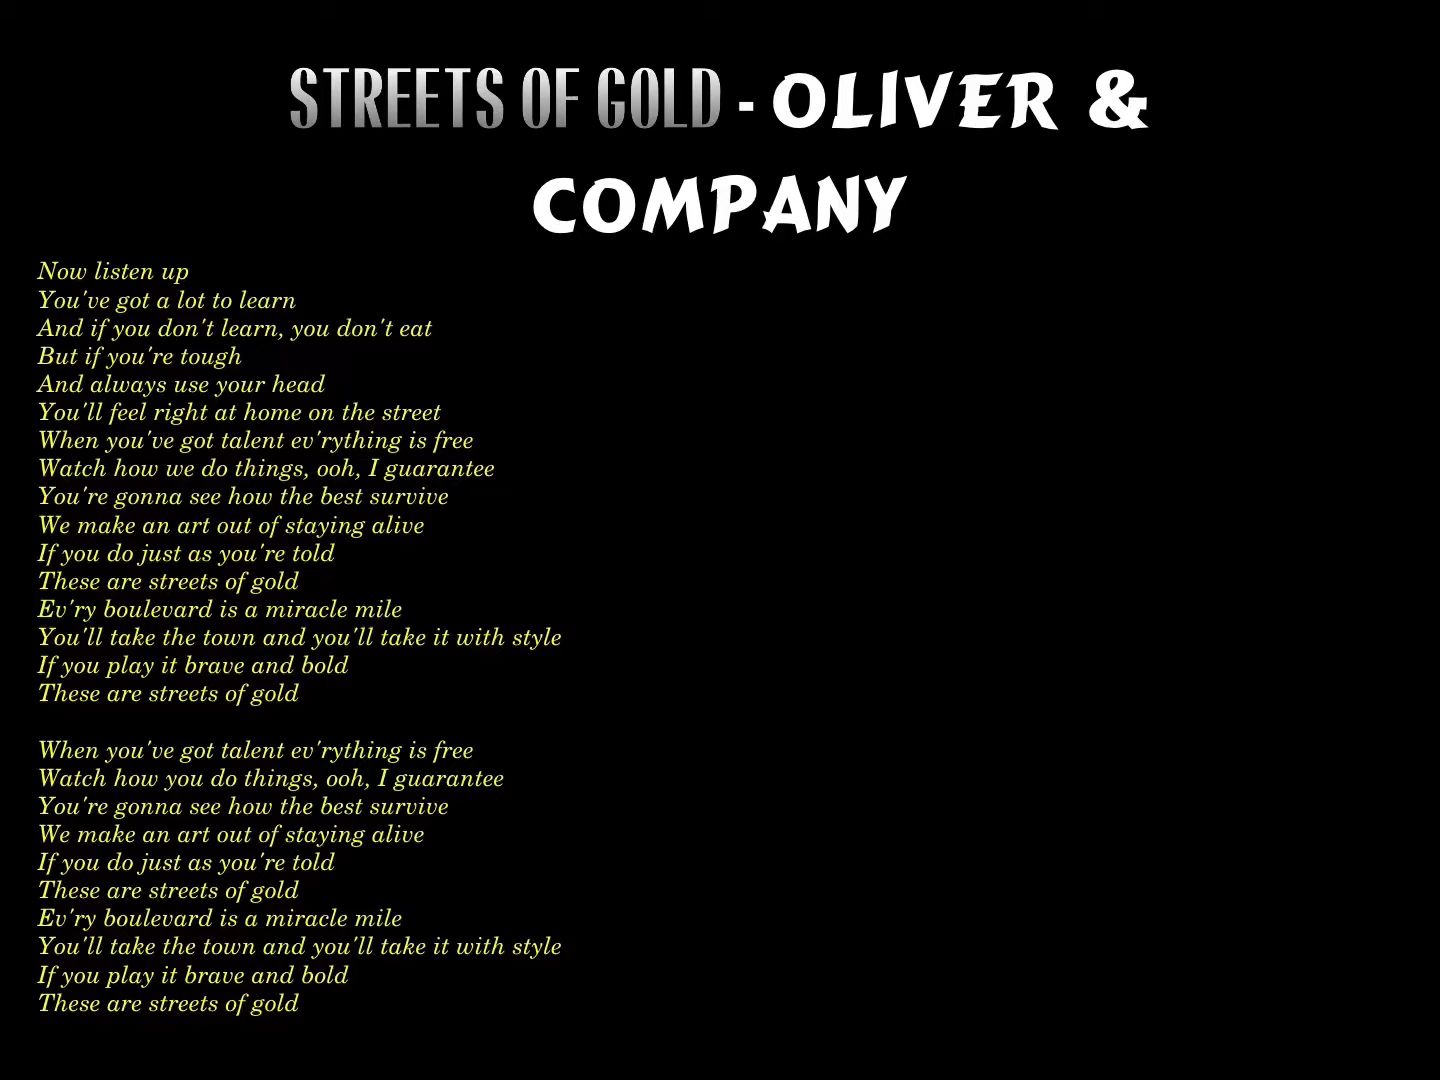 STREETS OF GOLD - OLIVER &
COMPANY
Now listen up
You've got a lot to learn
And if you don't learn, you don't eat
But if you're tough
And always use your head
You'll feel right at home on the street
When you've got talent ev'rything is free
Watch how we do things, ooh, I guarantee
You're gonna see how the best survive
We make an art out of staying alive
If you do just as you're told
These are streets of gold
Ev'ry boulevard is a miracle mile
You'll take the town and you'll take it with style
If you play it brave and bold
These are streets of gold

When you've got talent ev'rything is free
Watch how you do things, ooh, I guarantee
You're gonna see how the best survive
We make an art out of staying alive
If you do just as you're told
These are streets of gold
Ev'ry boulevard is a miracle mile
You'll take the town and you'll take it with style
If you play it brave and bold
These are streets of gold